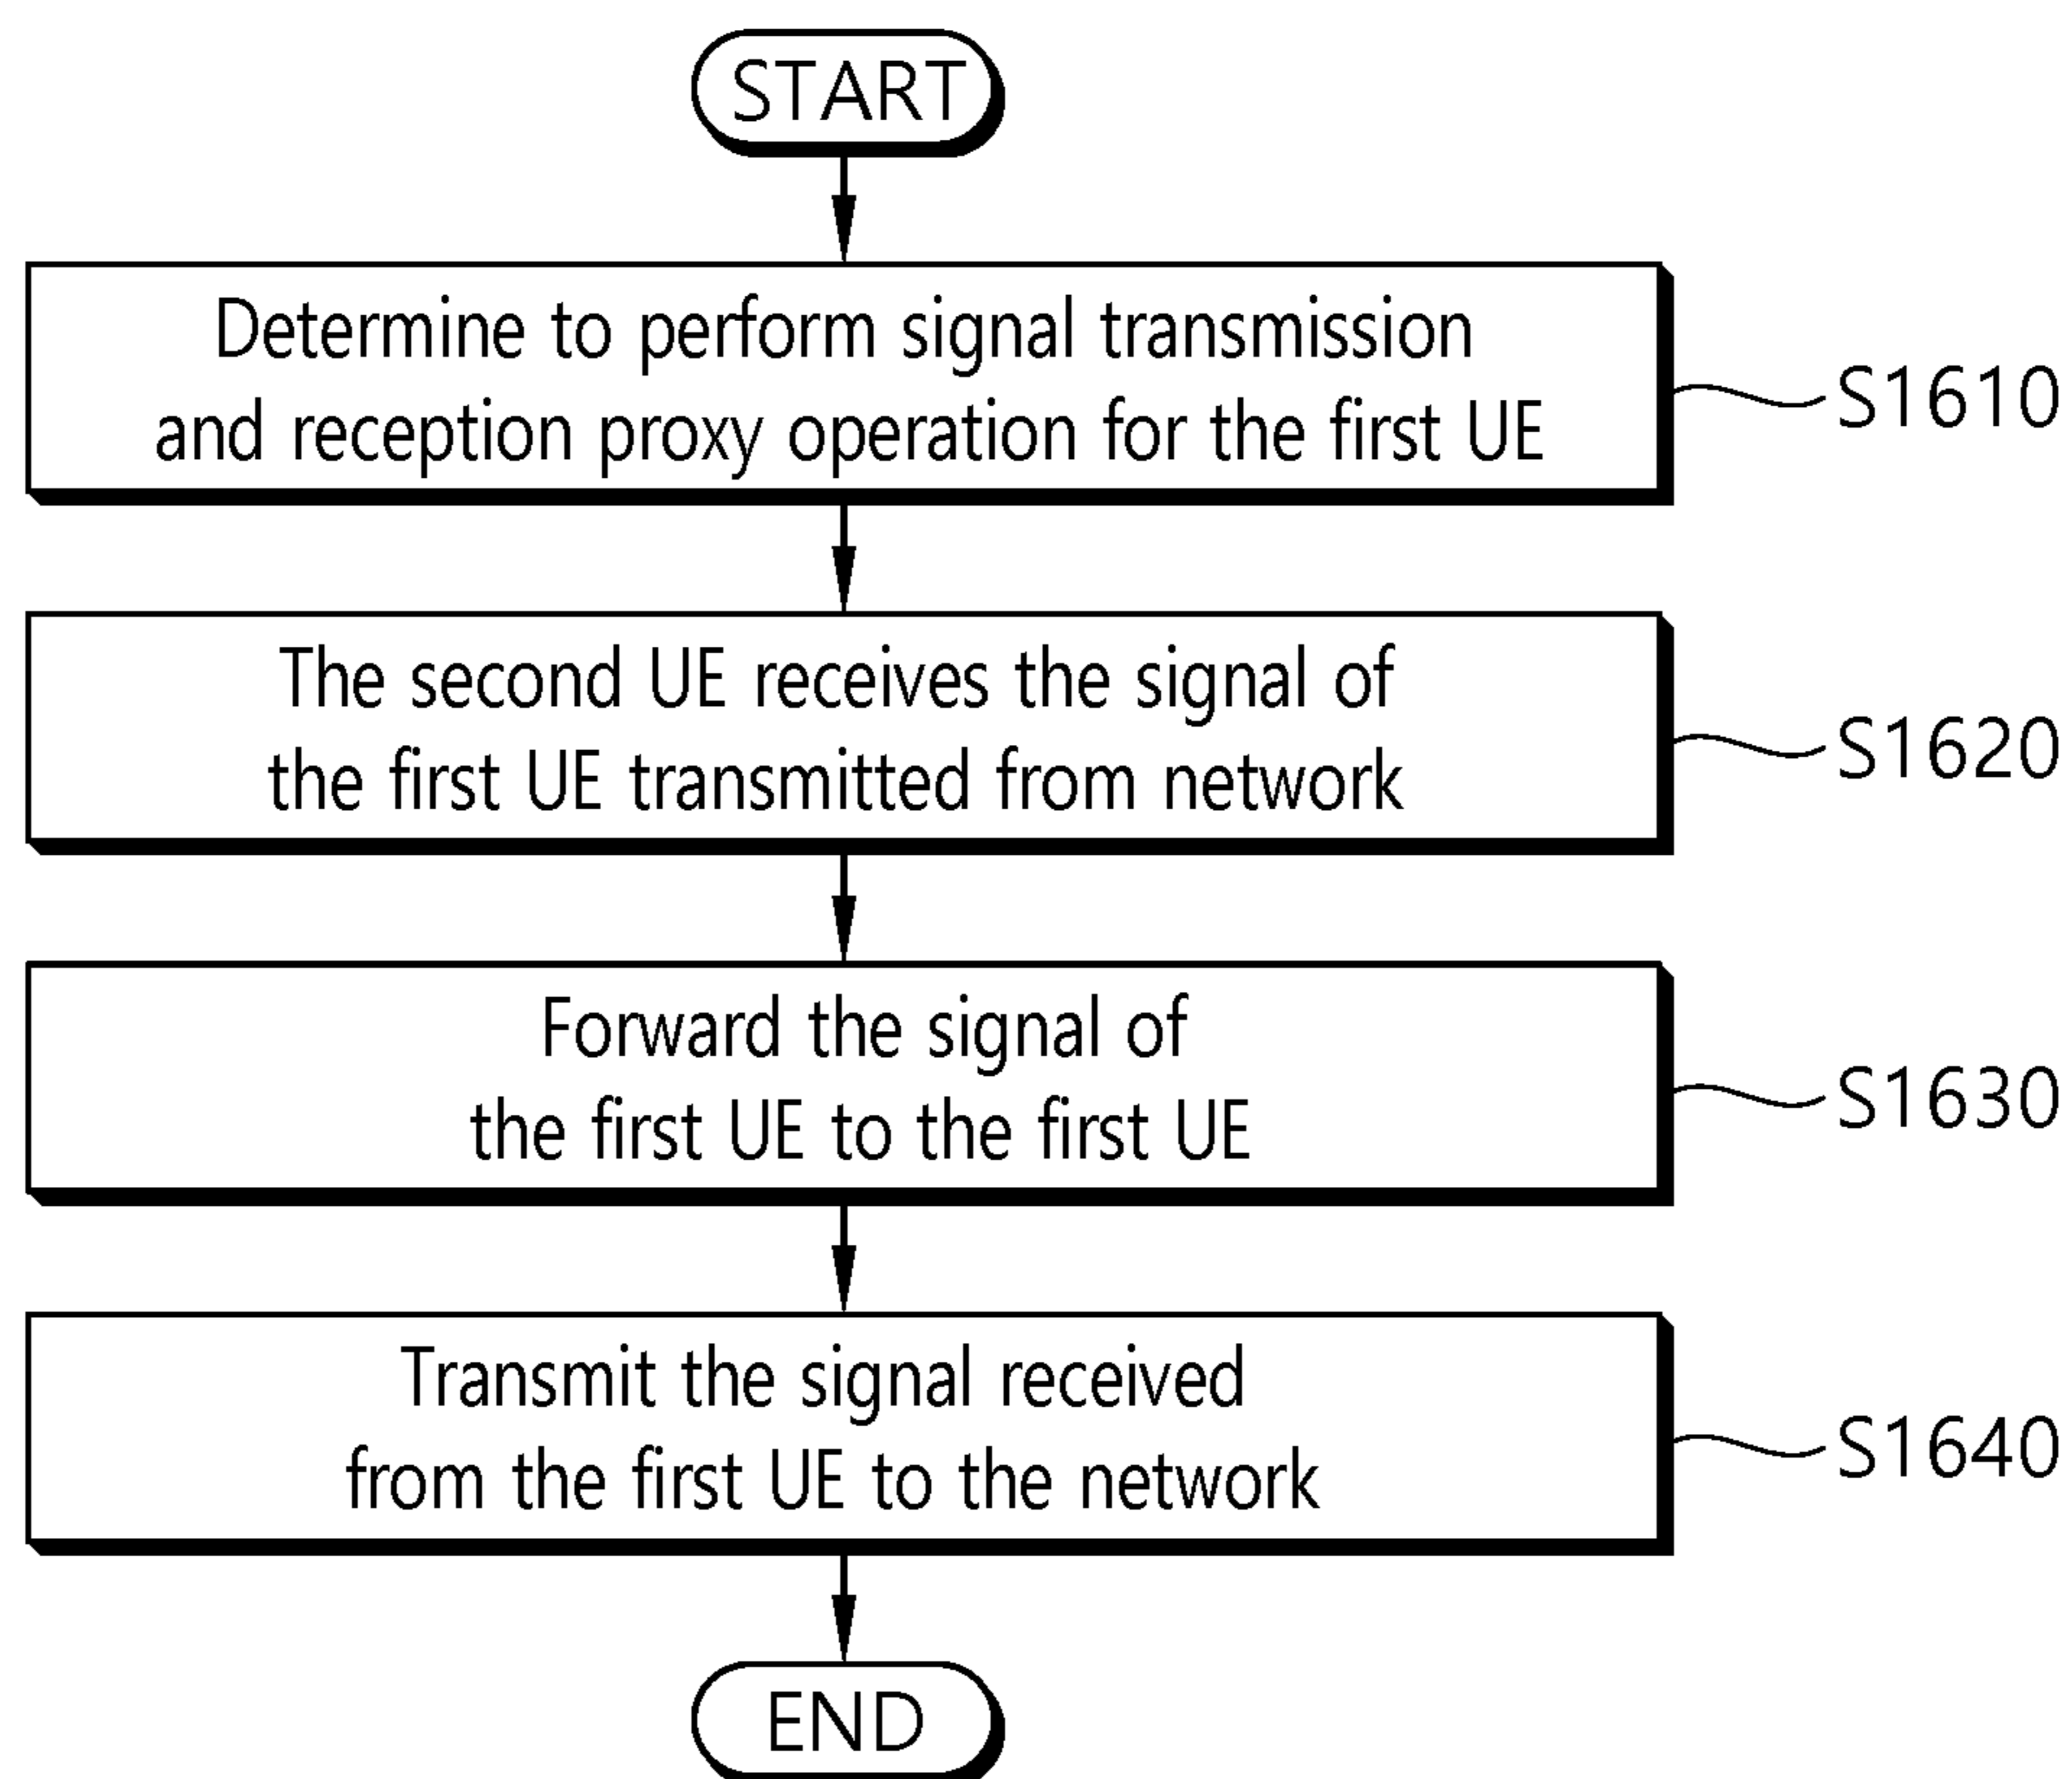 START
Determine to perform signal transmission
and reception proxy operation for the first UE
S1610
The second UE receives the signal of
the first UE transmitted from network
S1620
Forward the signal of
the first UE to the first UE
S1630
Transmit the signal received
from the first UE to the network
S1640
END